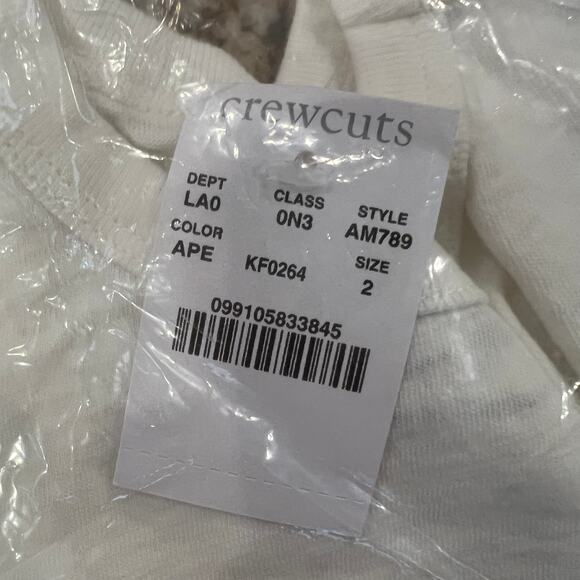 crewcuts
DEPT CLASS STYLE
LA0 0N3 AM789
COLOR SIZE
APE KF0264 2
099105833845